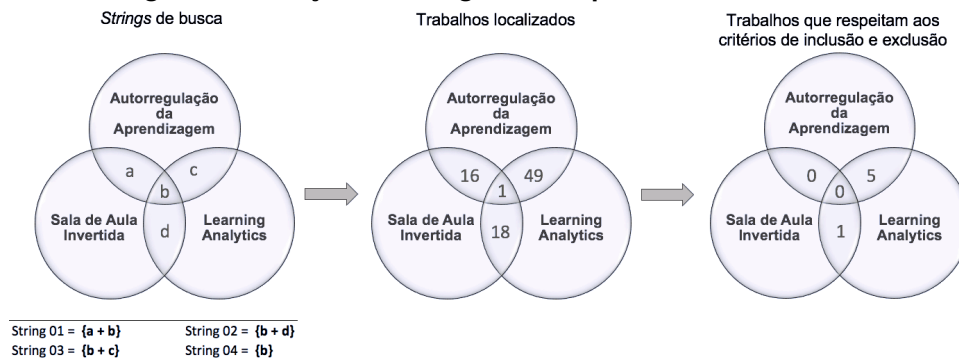 Strings de busca
Autorregulação
da
Aprendizagem
a
c
b
Sala de Aula
Invertida
d
Learning
Analytics
String 01 = {a + b}
String 02 = {b + d}
String 03 = {b + c}
String 04 = {b}
Trabalhos localizados
Autorregulação
da
Aprendizagem
16
49
1
Sala de Aula
Invertida
18
Learning
Analytics
Trabalhos que respeitam aos
critérios de inclusão e exclusão
Autorregulação
da
Aprendizagem
0
5
0
Sala de Aula
Invertida
1
Learning
Analytics